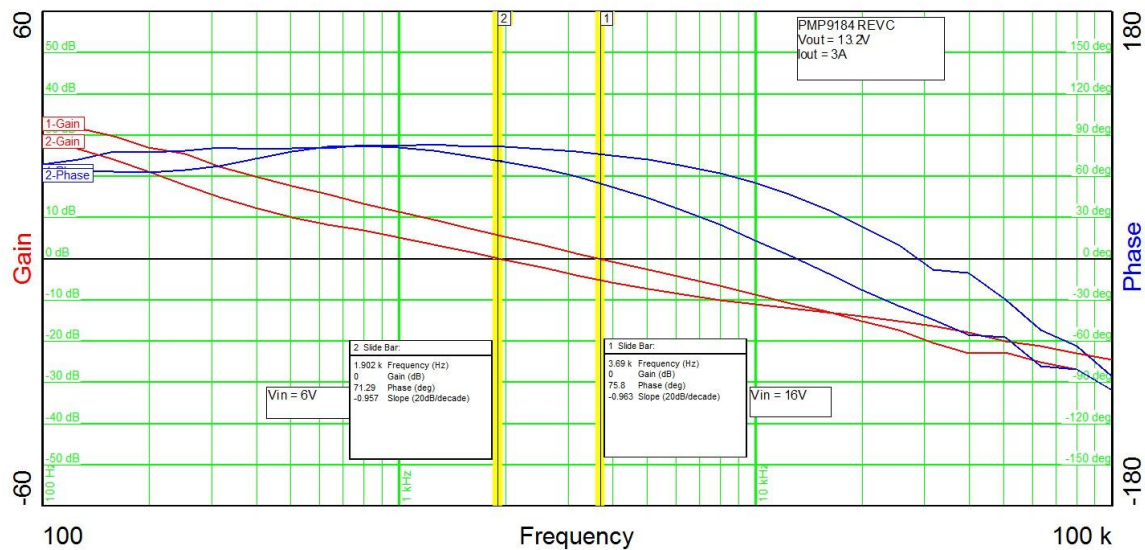 60
180
2
1
PMP9184 REVC
Vout = 13.2V
Iout = 3A
50 dB
150 deg
40 dB
120 deg
90 deg
1-Gain
2-Gain
2-Phase
60 deg
10 dB
30 deg
0 dB
0 deg
-10 dB
-30 deg
-20 dB
-60 deg
-30 dB
-90 deg
-40 dB
-120 deg
-50 dB
-150 deg
Gain
Phase
2 Slide Bar:
1.902 k Frequency (Hz)
0 Gain (dB)
71.29 Phase (deg)
-0.957 Slope (20dB/decade)
Vin = 6V
1 Slide Bar:
3.69 k Frequency (Hz)
0 Gain (dB)
75.8 Phase (deg)
-0.963 Slope (20dB/decade)
Vin = 16V
100 Hz
1 kHz
10 kHz
-60
-180
100
Frequency
100 k